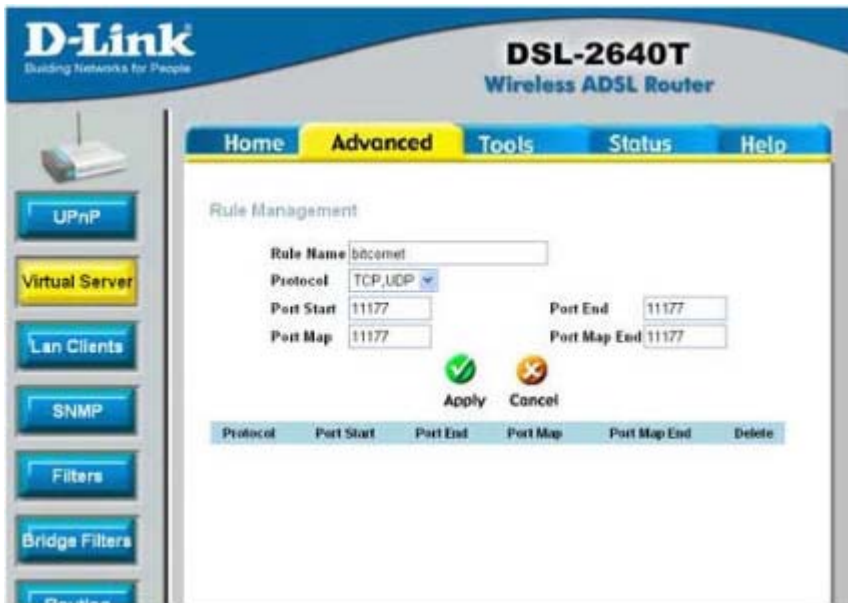 D-Link
Building Networks for People
DSL-2640T
Wireless ADSL Router
Home Advanced Tools Status Help
UPnP
Virtual Server
Lan Clients
SNMP
Filters
Bridge Filters
Routing
Rule Management
Rule Name bitcomet
Protocol TCP,UDP
Port Start 11177 Port End 11177
Port Map 11177 Port Map End 11177
Apply Cancel
Protocol Port Start Port End Port Map Port Map End Delete